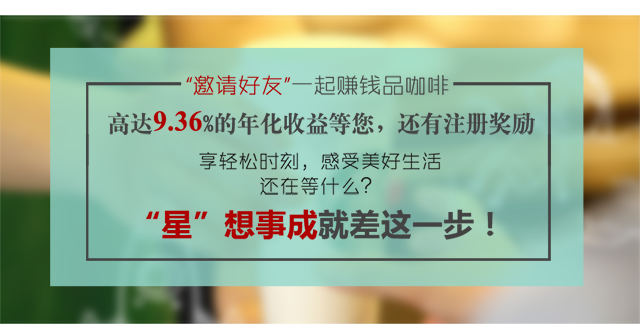 “邀请好友”一起赚钱品咖啡
高达9.36%的年化收益等您，还有注册奖励
享轻松时刻，感受美好生活
还在等什么？
“星”想事成就差这一步！